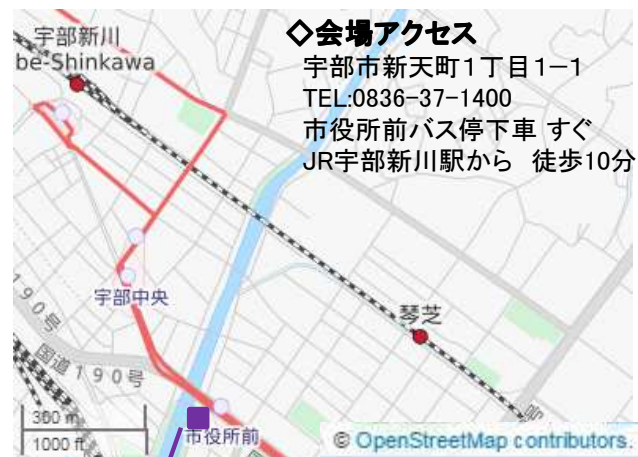 ◇会場アクセス
宇部市新天町1丁目1−1
TEL:0836-37-1400
市役所前バス停下車 すぐ
JR宇部新川駅から 徒歩10分
宇部新川
be-Shinkawa
宇部中央
琴芝
190号
国道190号
市役所前
300 m
1000 ft
© OpenStreetMap contributors.